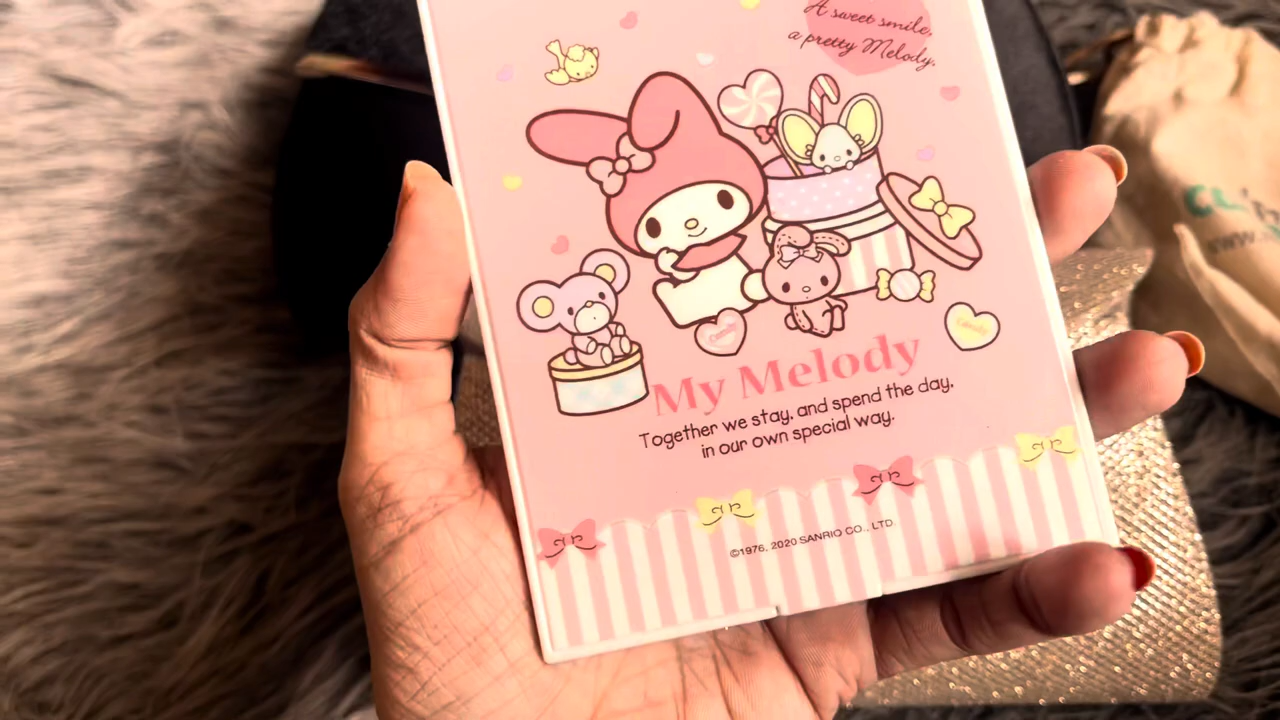 A sweet smile,
a pretty Melody.
Candy
My Melody
Together we stay, and spend the day,
in our own special way.
©1976, 2020 SANRIO CO., LTD.